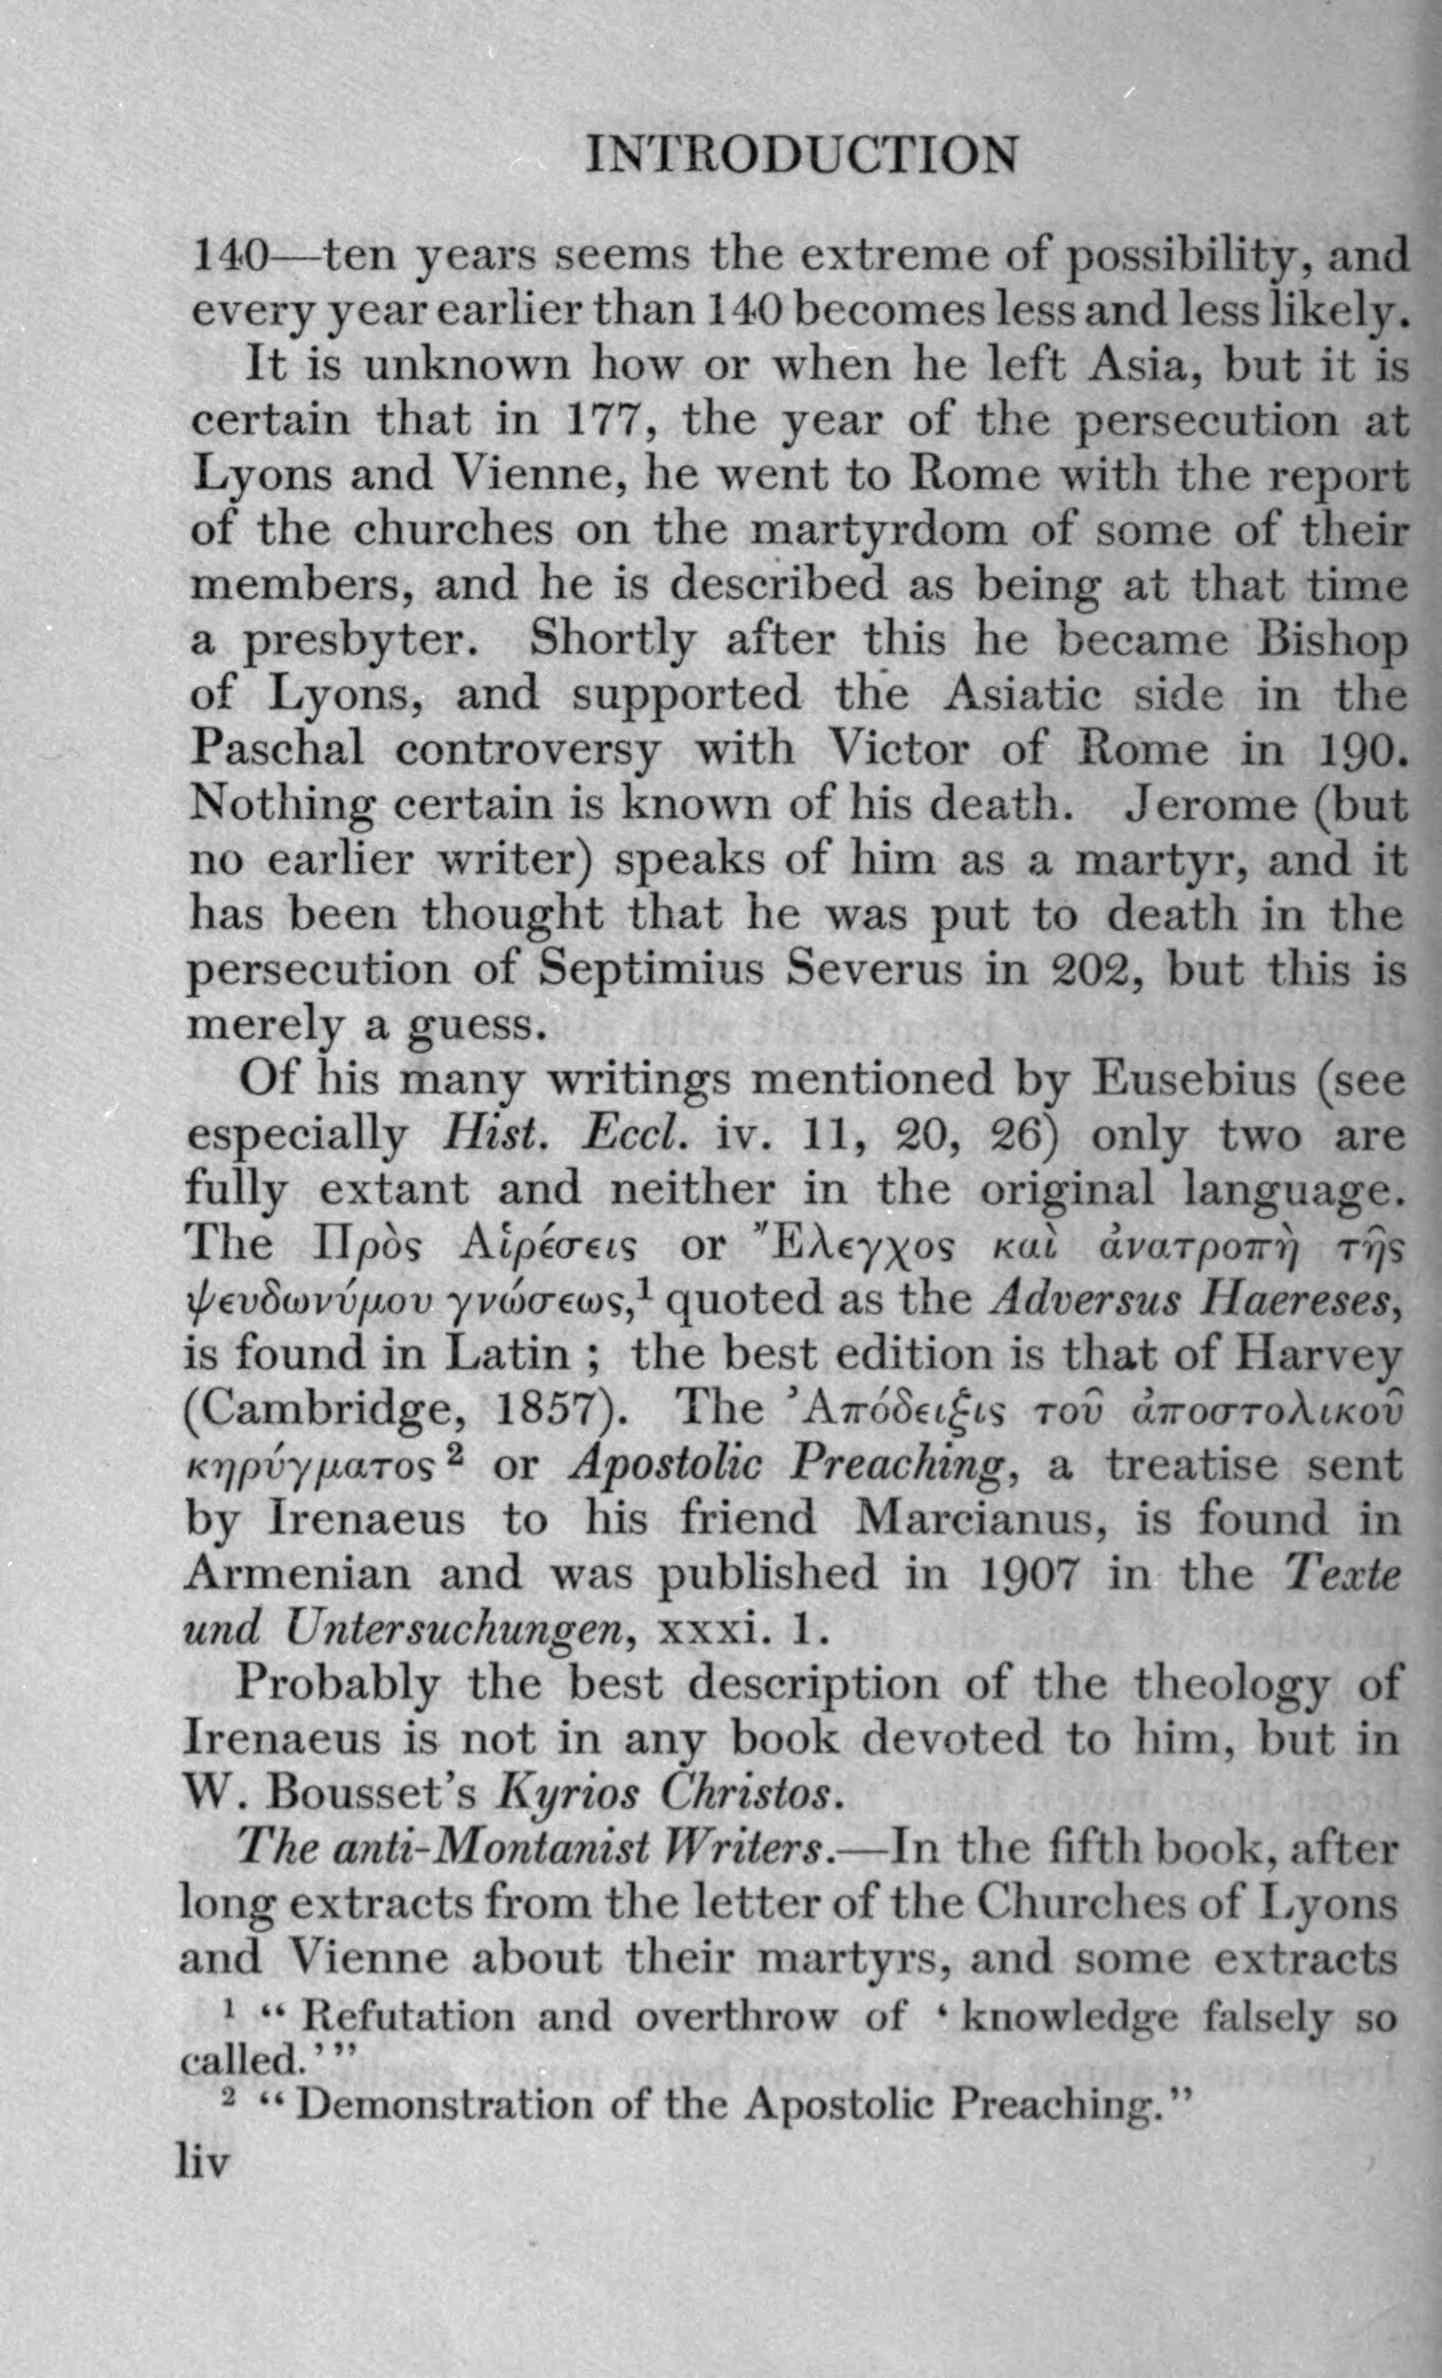 INTRODUCTION
140—ten years seems the extreme of possibility, and
every year earlier than 140 becomes less and less likely.
It is unknown how or when he left Asia, but it is
certain that in 177, the year of the persecution at
Lyons and Vienne, he went to Rome with the report
of the churches on the martyrdom of some of their
members, and he is described as being at that time
a presbyter. Shortly after this he became Bishop
of Lyons, and supported the Asiatic side in the
Paschal controversy with Victor of Rome in 190.
Nothing certain is known of his death. Jerome (but
no earlier writer) speaks of him as a martyr, and it
has been thought that he was put to death in the
persecution of Septimius Severus in 202, but this is
merely a guess.
Of his many writings mentioned by Eusebius (see
especially Hist. Eccl. iv. 11, 20, 26) only two are
fully extant and neither in the original language.
The Πρὸς Αἱρέσεις or Ἔλεγχος καὶ ἀνατροπὴ τῆς
ψευδωνύμου γνώσεως,¹ quoted as the Adversus Haereses,
is found in Latin ; the best edition is that of Harvey
(Cambridge, 1857). The Ἀπόδειξις τοῦ ἀποστολικοῦ
κηρύγματος ² or Apostolic Preaching, a treatise sent
by Irenaeus to his friend Marcianus, is found in
Armenian and was published in 1907 in the Texte
und Untersuchungen, xxxi. 1.
Probably the best description of the theology of
Irenaeus is not in any book devoted to him, but in
W. Bousset's Kyrios Christos.
The anti-Montanist Writers.—In the fifth book, after
long extracts from the letter of the Churches of Lyons
and Vienne about their martyrs, and some extracts
¹ “ Refutation and overthrow of ‘ knowledge falsely so
called.’ ”
² “ Demonstration of the Apostolic Preaching.”
liv